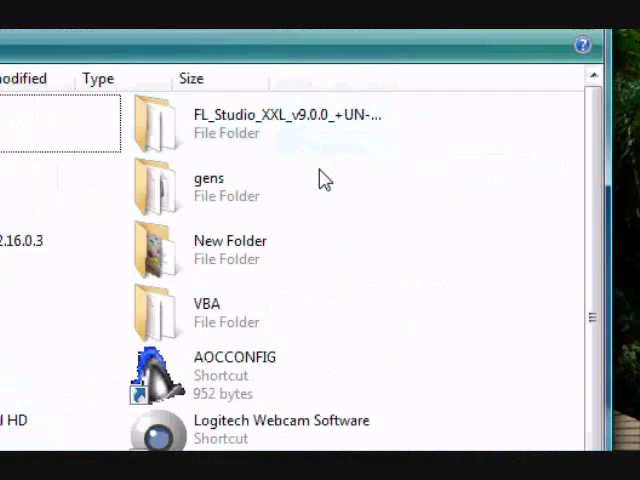 odified Type Size
FL_Studio_XXL_v9.0.0_+UN-...
File Folder
gens
File Folder
2.16.0.3
New Folder
File Folder
VBA
File Folder
AOCCONFIG
Shortcut
952 bytes
l HD
Logitech Webcam Software
Shortcut